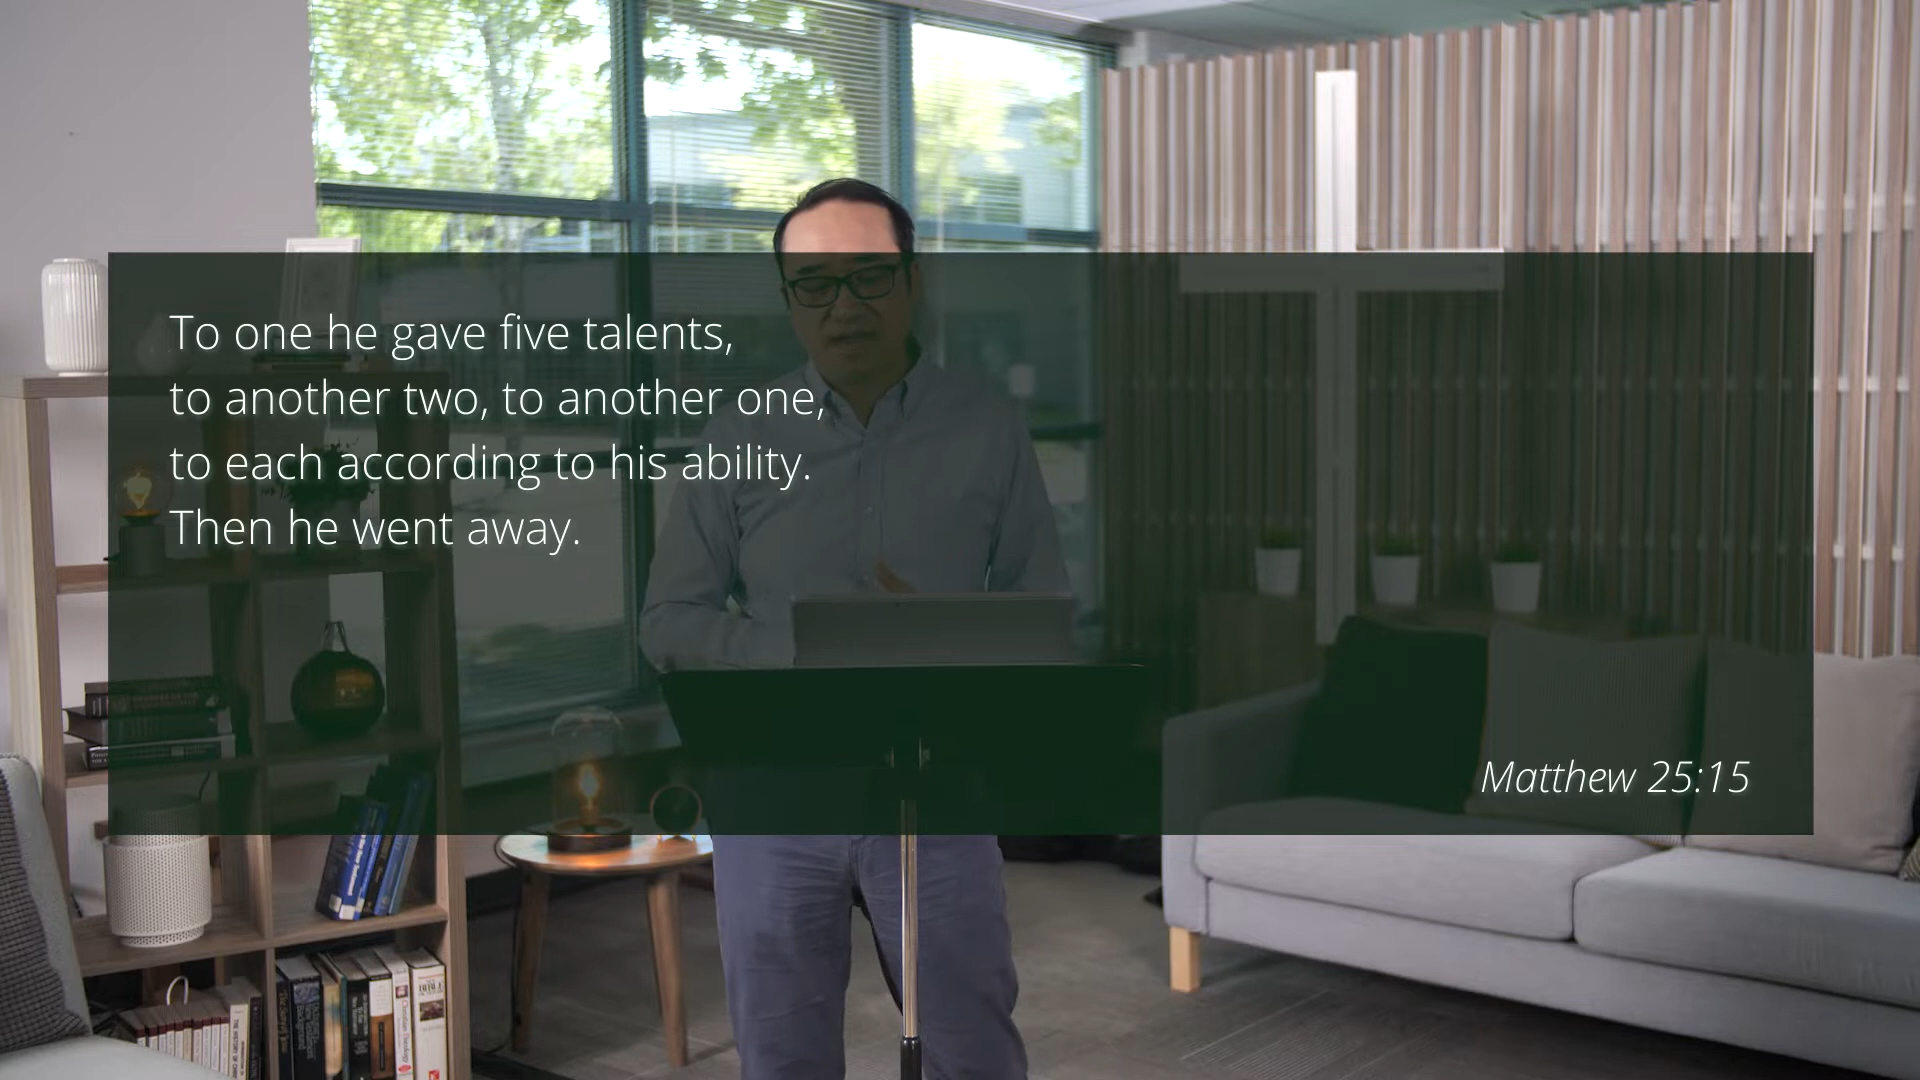 To one he gave five talents,
to another two, to another one,
to each according to his ability.
Then he went away.
Matthew 25:15